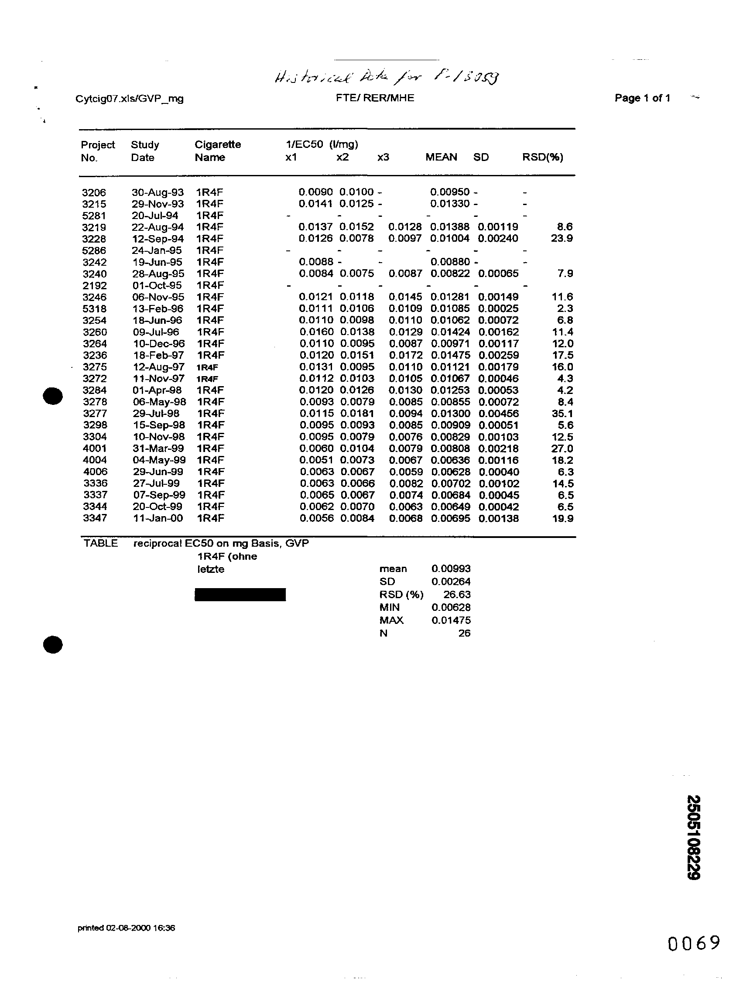 Historical Data for P-13053
Cytcig07.xls/GVP_mg FTE/ RER/MHE Page 1 of 1
Project Study Cigarette 1/EC50 (l/mg)
No. Date Name x1 x2 x3 MEAN SD RSD(%)
3206 30-Aug-93 1R4F 0.0090 0.0100 - 0.00950 - -
3215 29-Nov-93 1R4F 0.0141 0.0125 - 0.01330 - -
5281 20-Jul-94 1R4F - - - - - -
3219 22-Aug-94 1R4F 0.0137 0.0152 0.0128 0.01388 0.00119 8.6
3228 12-Sep-94 1R4F 0.0126 0.0078 0.0097 0.01004 0.00240 23.9
5286 24-Jan-95 1R4F - - - - - -
3242 19-Jun-95 1R4F 0.0088 - - 0.00880 - -
3240 28-Aug-95 1R4F 0.0084 0.0075 0.0087 0.00822 0.00065 7.9
2192 01-Oct-95 1R4F - - - - - -
3246 06-Nov-95 1R4F 0.0121 0.0118 0.0145 0.01281 0.00149 11.6
5318 13-Feb-96 1R4F 0.0111 0.0106 0.0109 0.01085 0.00025 2.3
3254 18-Jun-96 1R4F 0.0110 0.0098 0.0110 0.01062 0.00072 6.8
3260 09-Jul-96 1R4F 0.0160 0.0138 0.0129 0.01424 0.00162 11.4
3264 10-Dec-96 1R4F 0.0110 0.0095 0.0087 0.00971 0.00117 12.0
3236 18-Feb-97 1R4F 0.0120 0.0151 0.0172 0.01475 0.00259 17.5
3275 12-Aug-97 1R4F 0.0131 0.0095 0.0110 0.01121 0.00179 16.0
3272 11-Nov-97 1R4F 0.0112 0.0103 0.0105 0.01067 0.00046 4.3
3284 01-Apr-98 1R4F 0.0120 0.0126 0.0130 0.01253 0.00053 4.2
3278 06-May-98 1R4F 0.0093 0.0079 0.0085 0.00855 0.00072 8.4
3277 29-Jul-98 1R4F 0.0115 0.0181 0.0094 0.01300 0.00456 35.1
3298 15-Sep-98 1R4F 0.0095 0.0093 0.0085 0.00909 0.00051 5.6
3304 10-Nov-98 1R4F 0.0095 0.0079 0.0076 0.00829 0.00103 12.5
4001 31-Mar-99 1R4F 0.0060 0.0104 0.0079 0.00808 0.00218 27.0
4004 04-May-99 1R4F 0.0051 0.0073 0.0067 0.00636 0.00116 18.2
4006 29-Jun-99 1R4F 0.0063 0.0067 0.0059 0.00628 0.00040 6.3
3336 27-Jul-99 1R4F 0.0063 0.0066 0.0082 0.00702 0.00102 14.5
3337 07-Sep-99 1R4F 0.0065 0.0067 0.0074 0.00684 0.00045 6.5
3344 20-Oct-99 1R4F 0.0062 0.0070 0.0063 0.00649 0.00042 6.5
3347 11-Jan-00 1R4F 0.0056 0.0084 0.0068 0.00695 0.00138 19.9
TABLE reciprocal EC50 on mg Basis, GVP
1R4F (ohne
letzte mean 0.00993
SD 0.00264
RSD (%) 26.63
MIN 0.00628
MAX 0.01475
N 26
2505108229
printed 02-08-2000 16:36
0069